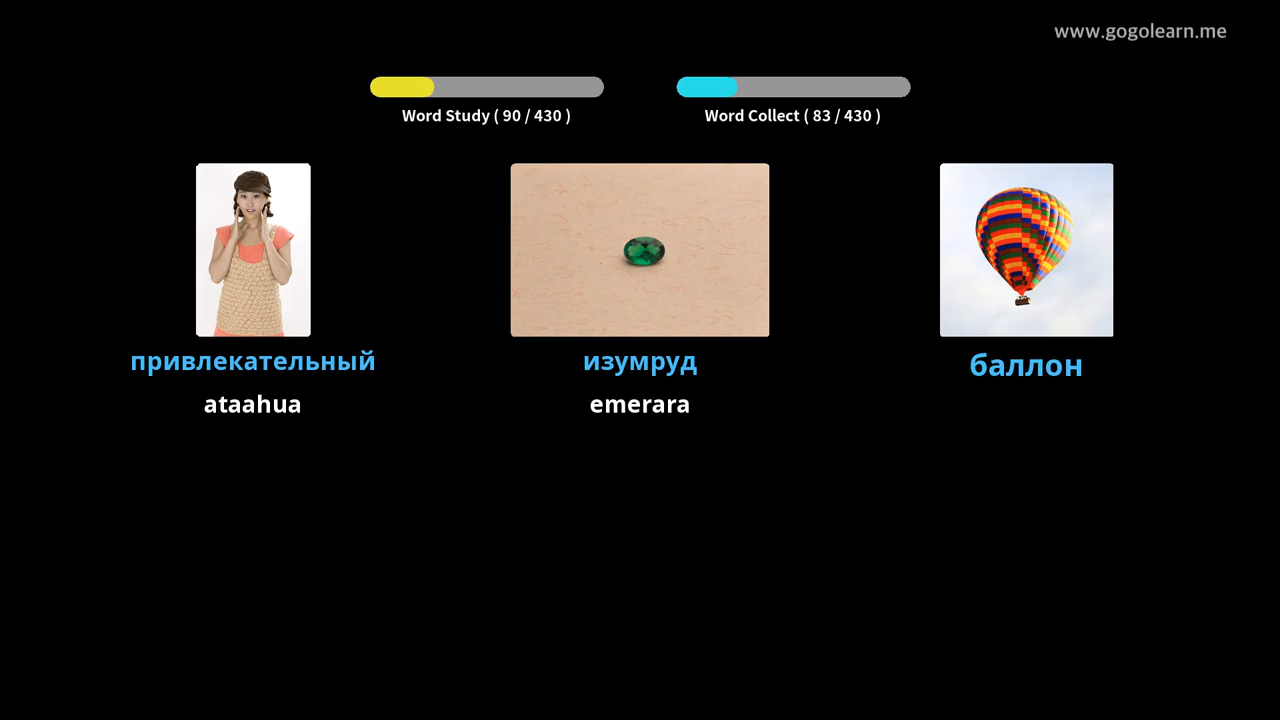 www.gogolearn.me
Word Study ( 90 / 430 )
Word Collect ( 83 / 430 )
привлекательный
ataahua
изумруд
emerara
баллон